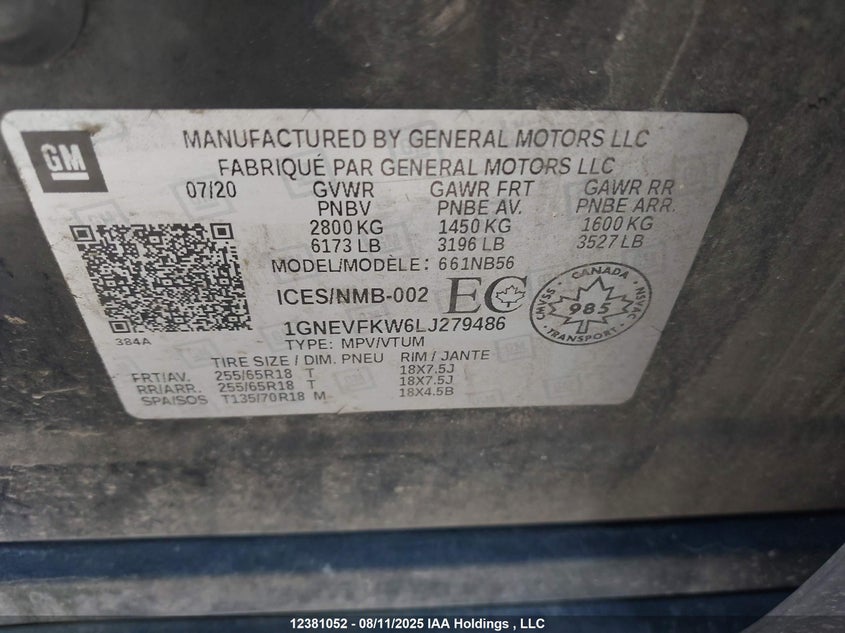 GM
MANUFACTURED BY GENERAL MOTORS LLC
FABRIQUÉ PAR GENERAL MOTORS LLC
07/20 GVWR GAWR FRT GAWR RR
PNBV PNBE AV. PNBE ARR.
2800 KG 1450 KG 1600 KG
6173 LB 3196 LB 3527 LB
MODEL/MODÈLE: 661NB56
ICES/NMB-002 EC
CANADA
CMVSS 985 NSVAC
TRANSPORT
1GNEVFKW6LJ279486
384A
TYPE: MPV/VTUM
TIRE SIZE / DIM. PNEU RIM / JANTE
FRT/AV. 255/65R18 T 18X7.5J
RR/ARR. 255/65R18 T 18X7.5J
SPA/SOS T135/70R18 M 18X4.5B
12381052 - 08/11/2025 IAA Holdings , LLC